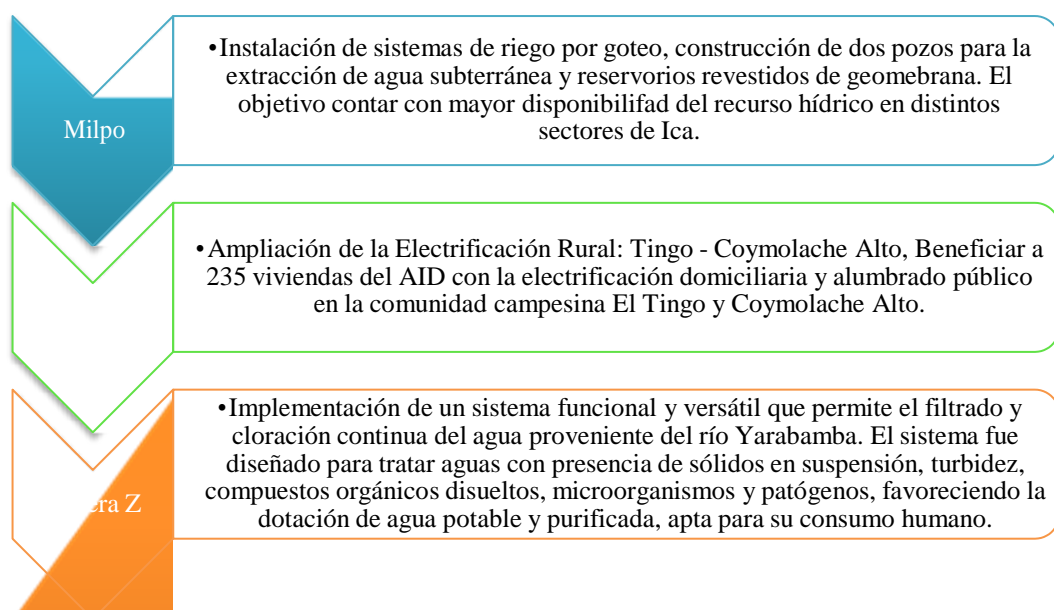 •Instalación de sistemas de riego por goteo, construcción de dos pozos para la
extracción de agua subterránea y reservorios revestidos de geomebrana. El
objetivo contar con mayor disponibilifad del recurso hídrico en distintos
sectores de Ica.
Milpo
•Ampliación de la Electrificación Rural: Tingo - Coymolache Alto, Beneficiar a
235 viviendas del AID con la electrificación domiciliaria y alumbrado público
en la comunidad campesina El Tingo y Coymolache Alto.
•Implementación de un sistema funcional y versátil que permite el filtrado y
cloración continua del agua proveniente del río Yarabamba. El sistema fue
diseñado para tratar aguas con presencia de sólidos en suspensión, turbidez,
compuestos orgánicos disueltos, microorganismos y patógenos, favoreciendo la
dotación de agua potable y purificada, apta para su consumo humano.
era Z